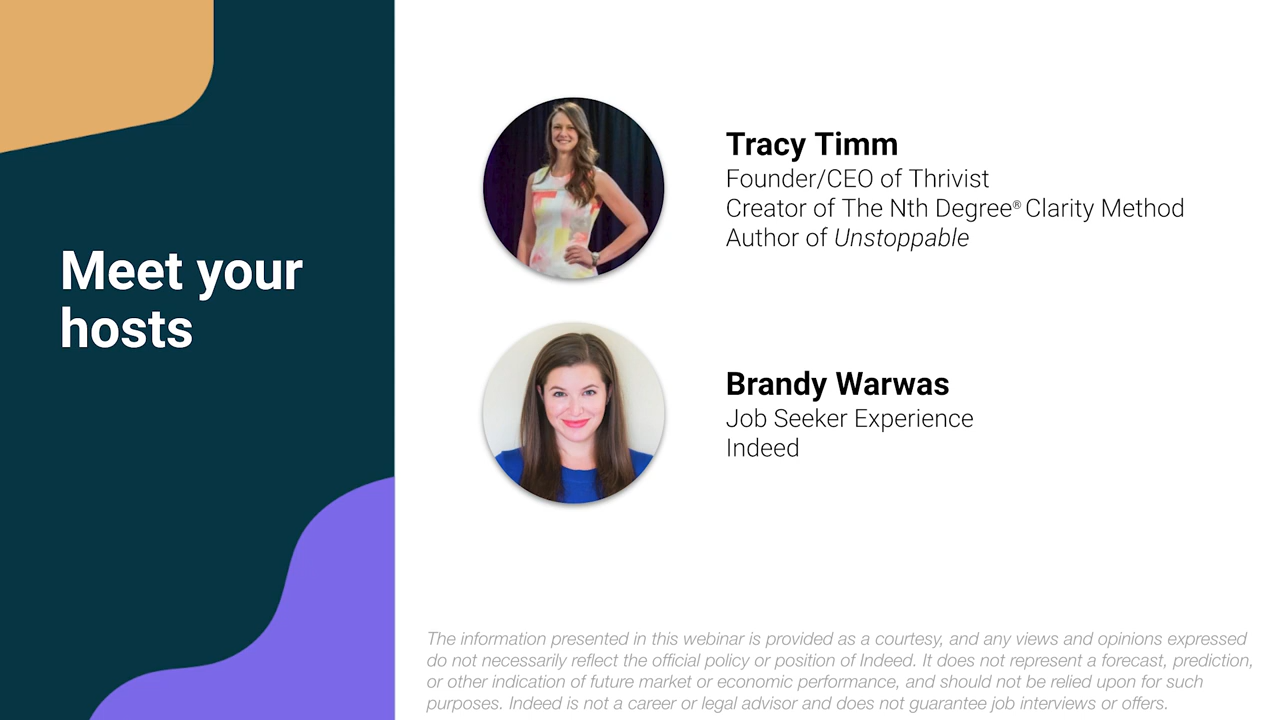 Meet your
hosts
Tracy Timm
Founder/CEO of Thrivist
Creator of The Nth Degree® Clarity Method
Author of Unstoppable
Brandy Warwas
Job Seeker Experience
Indeed
The information presented in this webinar is provided as a courtesy, and any views and opinions expressed
do not necessarily reflect the official policy or position of Indeed. It does not represent a forecast, prediction,
or other indication of future market or economic performance, and should not be relied upon for such
purposes. Indeed is not a career or legal advisor and does not guarantee job interviews or offers.